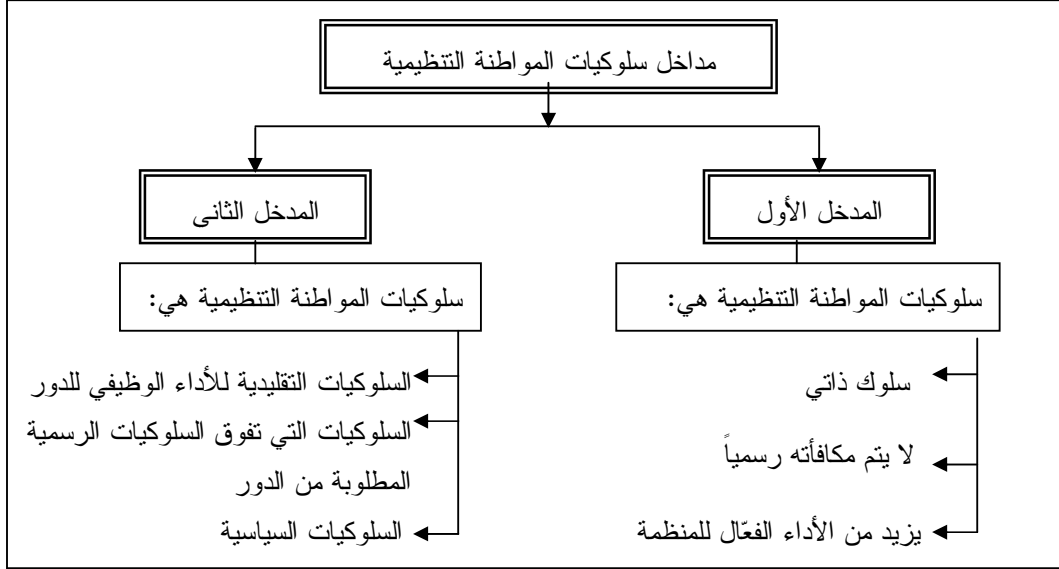 مداخل سلوكيات المواطنة التنظيمية
المدخل الأول
سلوكيات المواطنة التنظيمية هي:
سلوك ذاتي
لا يتم مكافأته رسمياً
يزيد من الأداء الفعّال للمنظمة
المدخل الثانى
سلوكيات المواطنة التنظيمية هي:
السلوكيات التقليدية للأداء الوظيفي للدور
السلوكيات التي تفوق السلوكيات الرسمية
المطلوبة من الدور
السلوكيات السياسية